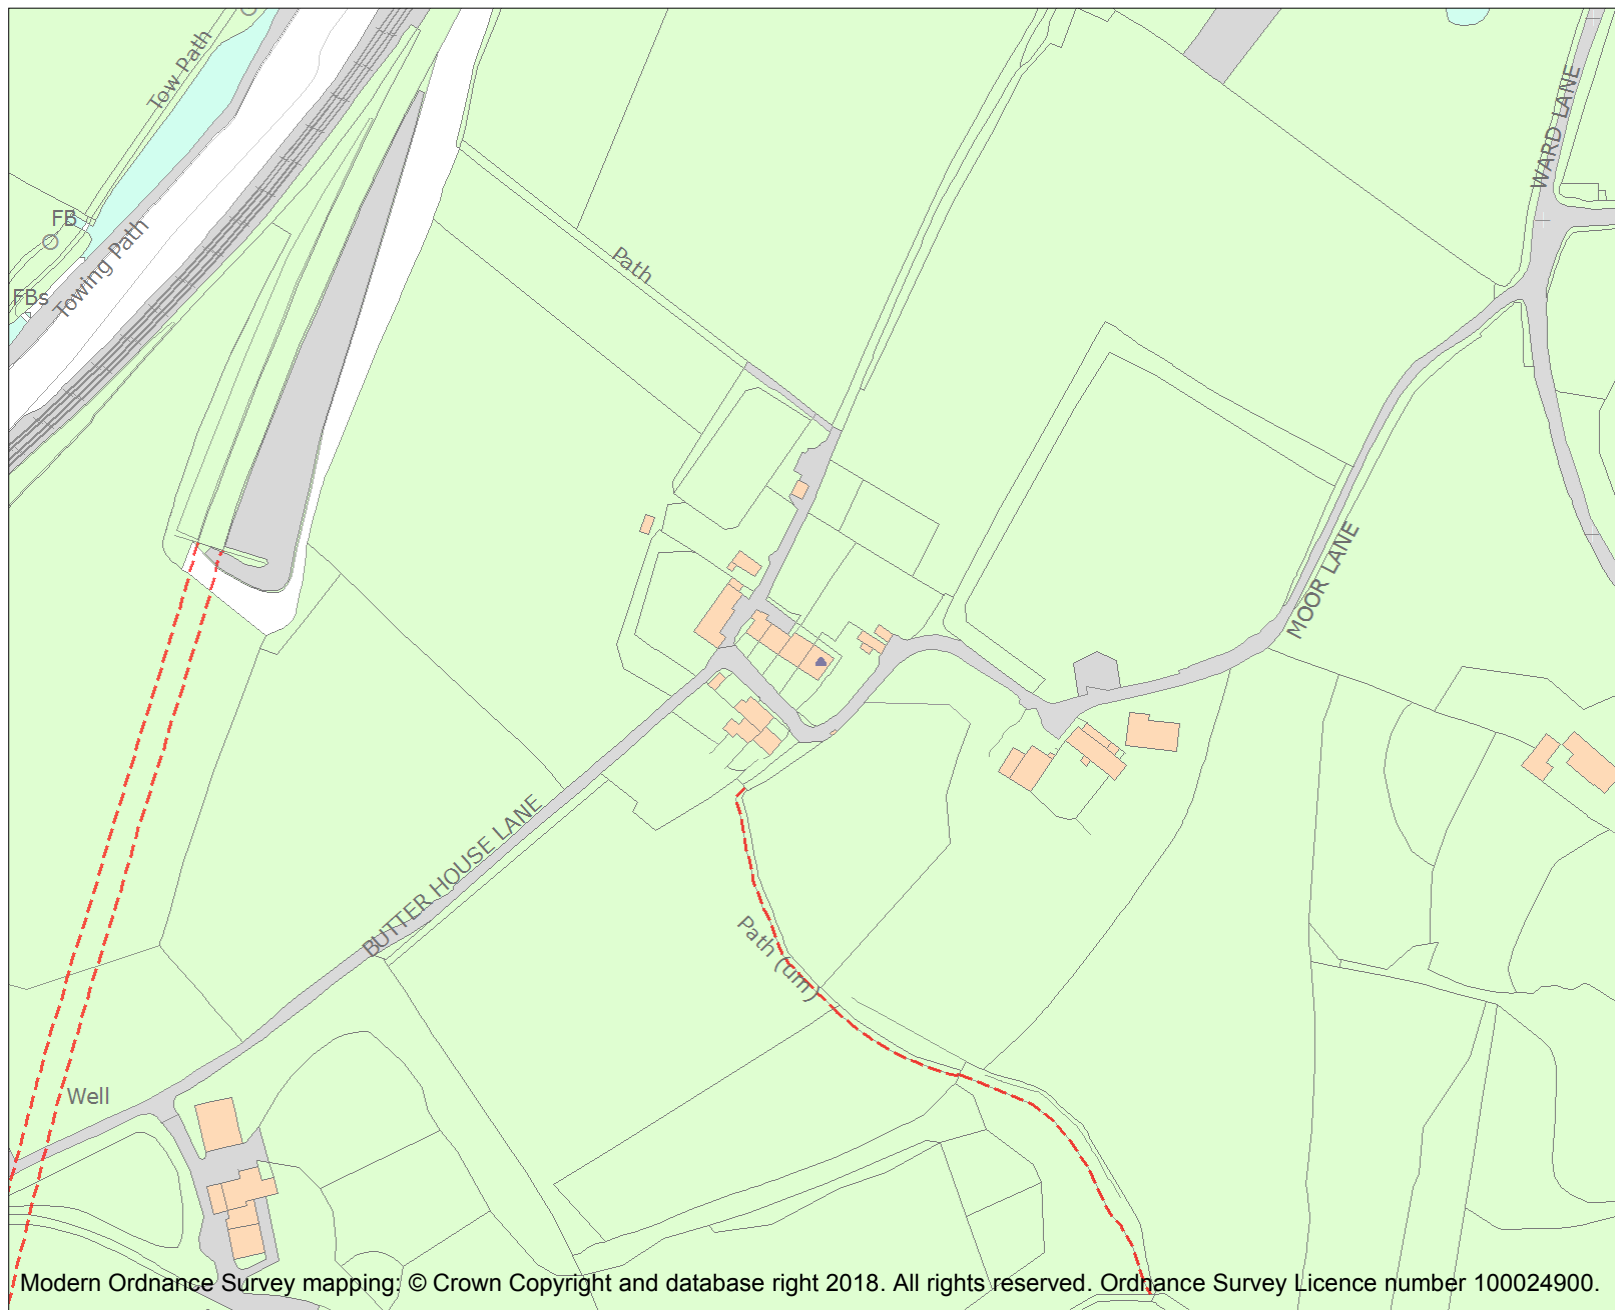 Tow Path
WARD LANE
FB
Towing Path
Path
FBs
MOOR LANE
BUTTER HOUSE LANE
Path (um)
Well
Modern Ordnance Survey mapping: © Crown Copyright and database right 2018. All rights reserved. Ordnance Survey Licence number 100024900.